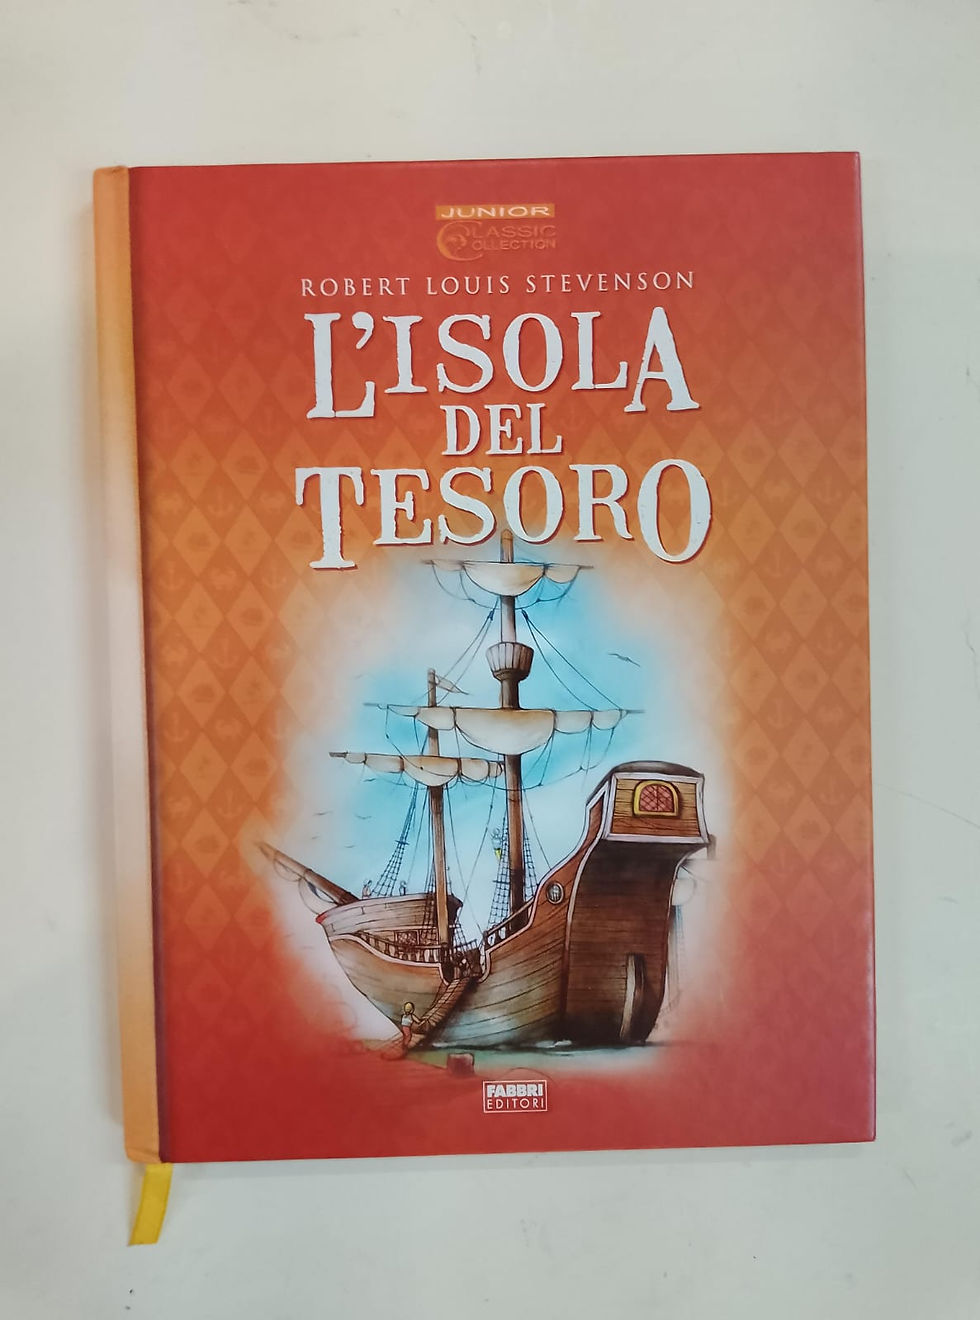 JUNIOR
CLASSIC
COLLECTION
ROBERT LOUIS STEVENSON
L'ISOLA
DEL
TESORO
FABBRI
EDITORI